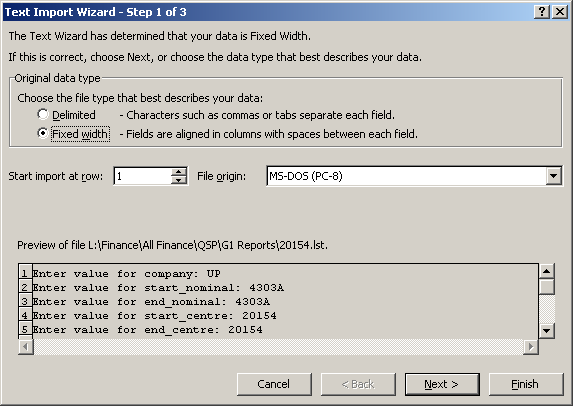 Text Import Wizard - Step 1 of 3
The Text Wizard has determined that your data is Fixed Width.
If this is correct, choose Next, or choose the data type that best describes your data.
Original data type
Choose the file type that best describes your data:
Delimited - Characters such as commas or tabs separate each field.
Fixed width - Fields are aligned in columns with spaces between each field.
Start import at row: 1 File origin: MS-DOS (PC-8)
Preview of file L:\Finance\All Finance\QSP\G1 Reports\20154.lst.
1 Enter value for company: UP
2 Enter value for start_nominal: 4303A
3 Enter value for end_nominal: 4303A
4 Enter value for start_centre: 20154
5 Enter value for end_centre: 20154
Cancel < Back Next > Finish